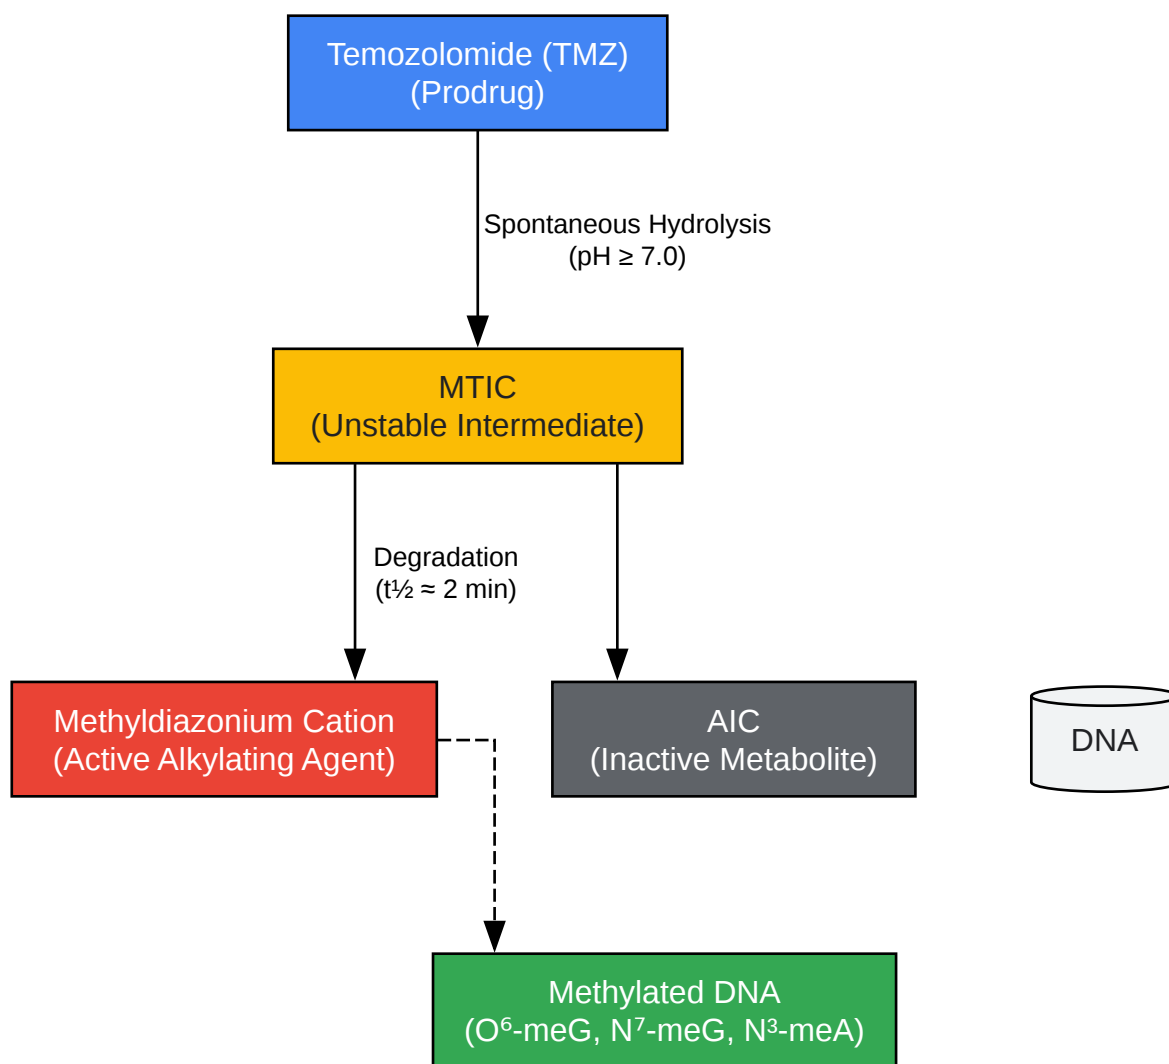 Temozolomide (TMZ)
(Prodrug)
Spontaneous Hydrolysis
(pH ≥ 7.0)
MTIC
(Unstable Intermediate)
Degradation
(t½ ≈ 2 min)
Methyldiazonium Cation
(Active Alkylating Agent)
AIC
(Inactive Metabolite)
DNA
Methylated DNA
(O⁶-meG, N⁷-meG, N³-meA)